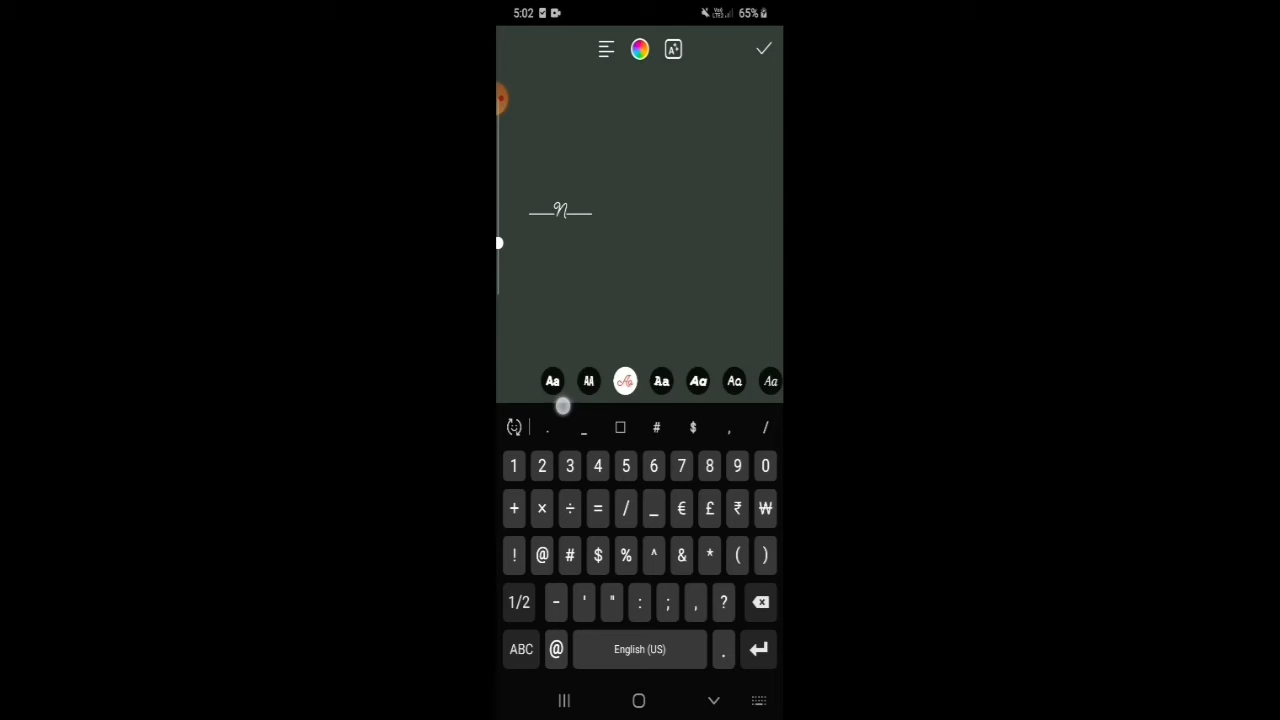 5:02 65%
A
__N__
Aa AA Aa Aa Aa Aa Aa
. _ □ # $ , /
1 2 3 4 5 6 7 8 9 0
+ × ÷ = / _ € £ ₹ ₩
! @ # $ % ^ & * ( )
1/2 - ' " : ; , ?
ABC @ English (US) .